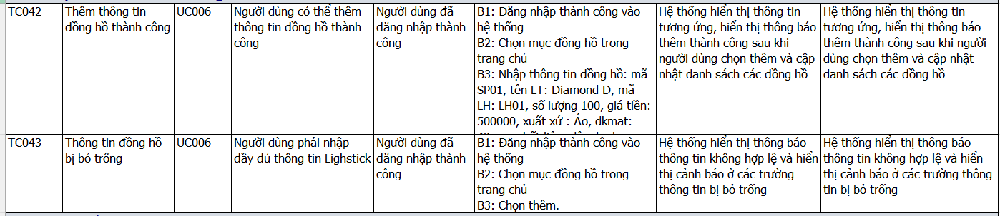 TC042
Thêm thông tin
đồng hồ thành công
UC006
Người dùng có thể thêm
thông tin đồng hồ thành
công
Người dùng đã
đăng nhập thành
công
B1: Đăng nhập thành công vào
hệ thống
B2: Chọn mục đồng hồ trong
trang chủ
B3: Nhập thông tin đồng hồ: mã
SP01, tên LT: Diamond D, mã
LH: LH01, số lượng 100, giá tiền:
500000, xuất xứ : Áo, dkmat:
Hệ thống hiển thị thông tin
tương ứng, hiển thị thông báo
thêm thành công sau khi
người dùng chọn thêm và cập
nhật danh sách các đồng hồ
Hệ thống hiển thị thông tin
tương ứng, hiển thị thông báo
thêm thành công sau khi người
dùng chọn thêm và cập nhật
danh sách các đồng hồ
TC043
Thông tin đồng hồ
bị bỏ trống
UC006
Người dùng phải nhập
đầy đủ thông tin Lighstick
Người dùng đã
đăng nhập thành
công
B1: Đăng nhập thành công vào
hệ thống
B2: Chọn mục đồng hồ trong
trang chủ
B3: Chọn thêm.
Hệ thống hiển thị thông báo
thông tin không hợp lệ và hiển
thị cảnh báo ở các trường
thông tin bị bỏ trống
Hệ thống hiển thị thông báo
thông tin không hợp lệ và hiển
thị cảnh báo ở các trường thông
tin bị bỏ trống